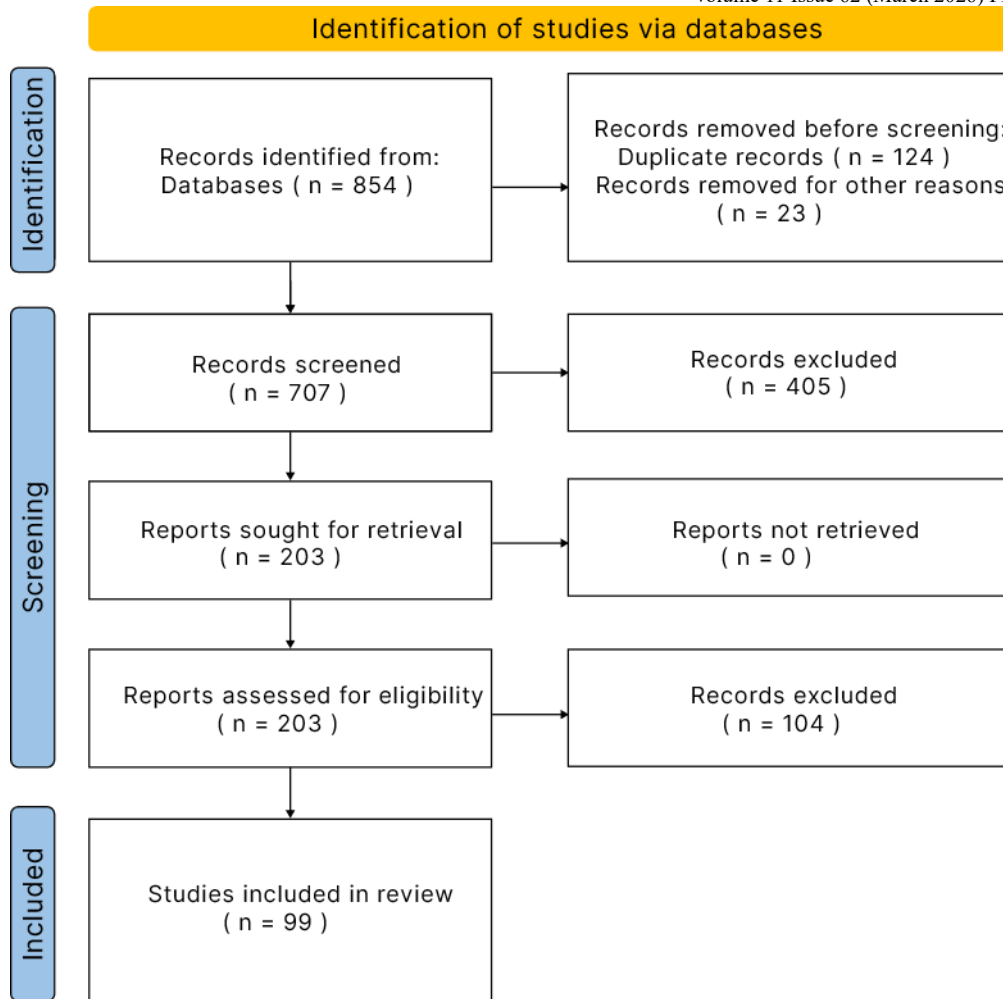 Identification of studies via databases
Identification
Records identified from:
Databases ( n = 854 )
Records removed before screening:
Duplicate records ( n = 124 )
Records removed for other reasons
( n = 23 )
Screening
Records screened
( n = 707 )
Records excluded
( n = 405 )
Reports sought for retrieval
( n = 203 )
Reports not retrieved
( n = 0 )
Reports assessed for eligibility
( n = 203 )
Records excluded
( n = 104 )
Included
Studies included in review
( n = 99 )